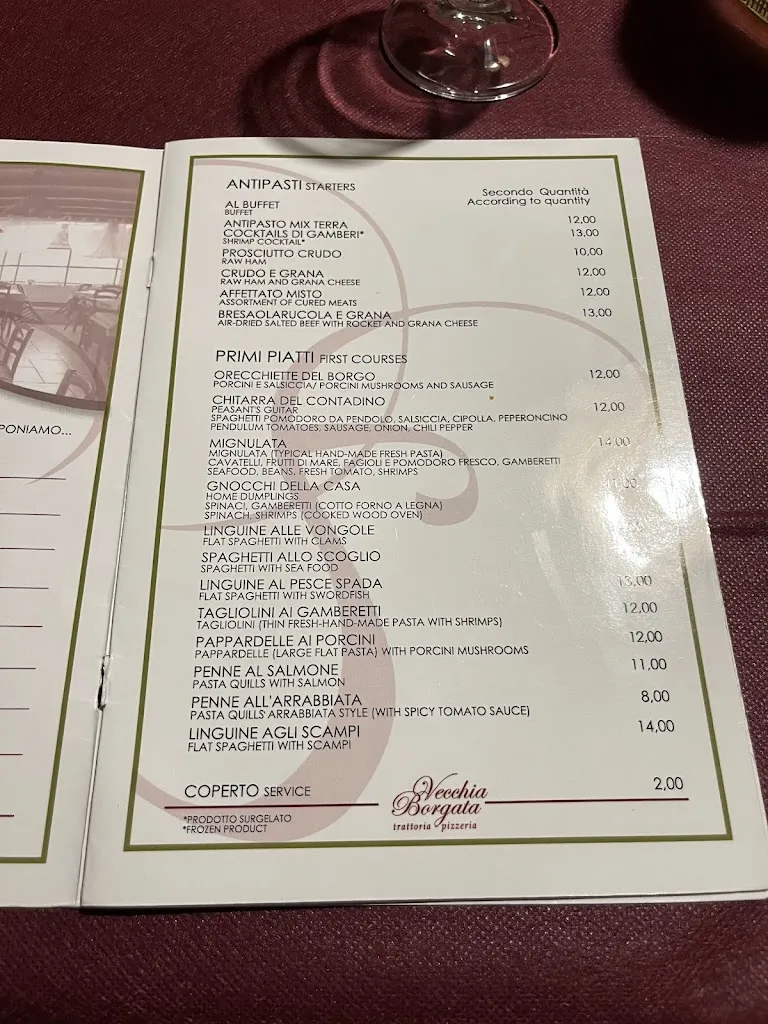 PONIAMO...
ANTIPASTI STARTERS
Secondo Quantità
According to quantity
AL BUFFET
BUFFET
ANTIPASTO MIX TERRA 12,00
COCKTAILS DI GAMBERI* 13,00
SHRIMP COCKTAIL*
PROSCIUTTO CRUDO 10,00
RAW HAM
CRUDO E GRANA 12,00
RAW HAM AND GRANA CHEESE
AFFETTATO MISTO 12,00
ASSORTMENT OF CURED MEATS
BRESAOLARUCOLA E GRANA 13,00
AIR-DRIED SALTED BEEF WITH ROCKET AND GRANA CHEESE
PRIMI PIATTI FIRST COURSES
ORECCHIETTE DEL BORGO 12,00
PORCINI E SALSICCIA/ PORCINI MUSHROOMS AND SAUSAGE
CHITARRA DEL CONTADINO 12,00
PEASANT'S GUITAR
SPAGHETTI POMODORO DA PENDOLO, SALSICCIA, CIPOLLA, PEPERONCINO
PENDULUM TOMATOES, SAUSAGE, ONION, CHILI PEPPER
MIGNULATA 14,00
MIGNULATA (TYPICAL HAND-MADE FRESH PASTA)
CAVATELLI, FRUTTI DI MARE, FAGIOLI E POMODORO FRESCO, GAMBERETI
SEAFOOD, BEANS, FRESH TOMATO, SHRIMPS
GNOCCHI DELLA CASA
HOME DUMPLINGS
SPINACI, GAMBERETI (COTTO FORNO A LEGNA)
SPINACH, SHRIMPS (COOKED WOOD OVEN)
LINGUINE ALLE VONGOLE
FLAT SPAGHETTI WITH CLAMS
SPAGHETTI ALLO SCOGLIO
SPAGHETTI WITH SEA FOOD
LINGUINE AL PESCE SPADA 13,00
FLAT SPAGHETTI WITH SWORDFISH
TAGLIOLINI AI GAMBERETTI 12,00
TAGLIOLINI (THIN FRESH-HAND-MADE PASTA WITH SHRIMPS)
PAPPARDELLE AI PORCINI 12,00
PAPPARDELLE (LARGE FLAT PASTA) WITH PORCINI MUSHROOMS
PENNE AL SALMONE 11,00
PASTA QUILLS WITH SALMON
PENNE ALL'ARRABBIATA 8,00
PASTA QUILLS ARRABBIATA STYLE (WITH SPICY TOMATO SAUCE)
LINGUINE AGLI SCAMPI 14,00
FLAT SPAGHETTI WITH SCAMPI
COPERTO SERVICE 2,00
Vecchia
Borgata
trattoria pizzeria
*PRODOTTO SURGELATO
*FROZEN PRODUCT